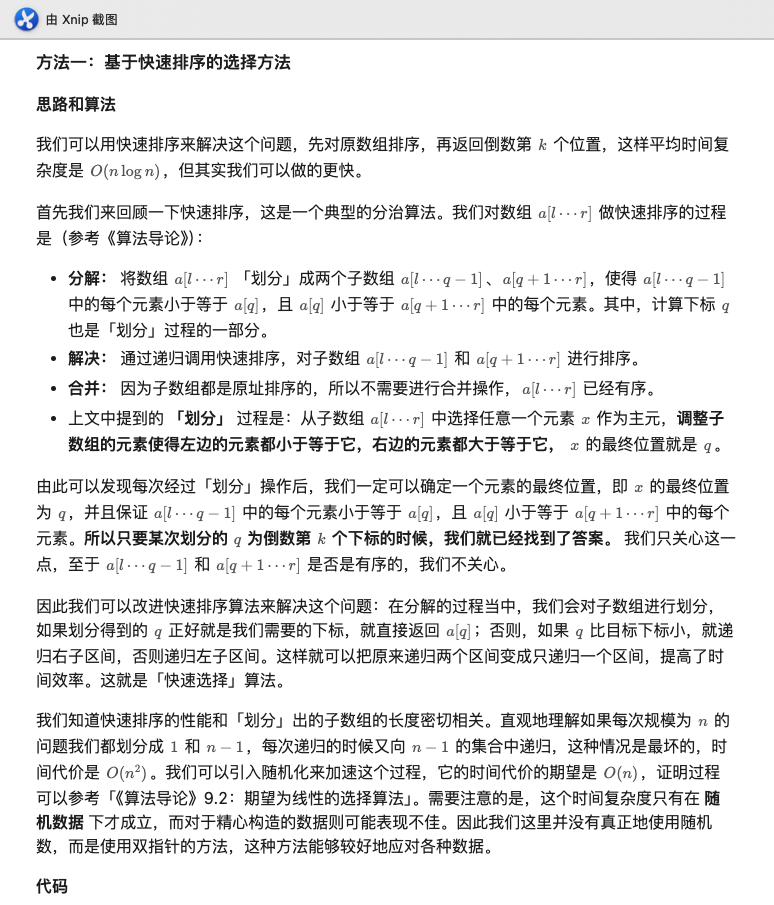 由 Xnip 截图
方法一：基于快速排序的选择方法
思路和算法
我们可以用快速排序来解决这个问题，先对原数组排序，再返回倒数第 k 个位置，这样平均时间复
杂度是 O(n log n)，但其实我们可以做的更快。
首先我们来回顾一下快速排序，这是一个典型的分治算法。我们对数组 a[l⋯r] 做快速排序的过程
是（参考《算法导论》）：
• 分解： 将数组 a[l⋯r] 「划分」成两个子数组 a[l⋯q−1]、a[q+1⋯r]，使得 a[l⋯q−1]
中的每个元素小于等于 a[q]，且 a[q] 小于等于 a[q+1⋯r] 中的每个元素。其中，计算下标 q
也是「划分」过程的一部分。
• 解决： 通过递归调用快速排序，对子数组 a[l⋯q−1] 和 a[q+1⋯r] 进行排序。
• 合并： 因为子数组都是原址排序的，所以不需要进行合并操作，a[l⋯r] 已经有序。
• 上文中提到的 「划分」 过程是：从子数组 a[l⋯r] 中选择任意一个元素 x 作为主元，调整子
数组的元素使得左边的元素都小于等于它，右边的元素都大于等于它， x 的最终位置就是 q。
由此可以发现每次经过「划分」操作后，我们一定可以确定一个元素的最终位置，即 x 的最终位置
为 q，并且保证 a[l⋯q−1] 中的每个元素小于等于 a[q]，且 a[q] 小于等于 a[q+1⋯r] 中的每个
元素。所以只要某次划分的 q 为倒数第 k 个下标的时候，我们就已经找到了答案。 我们只关心这一
点，至于 a[l⋯q−1] 和 a[q+1⋯r] 是否是有序的，我们不关心。
因此我们可以改进快速排序算法来解决这个问题：在分解的过程当中，我们会对子数组进行划分，
如果划分得到的 q 正好就是我们需要的下标，就直接返回 a[q]；否则，如果 q 比目标下标小，就递
归右子区间，否则递归左子区间。这样就可以把原来递归两个区间变成只递归一个区间，提高了时
间效率。这就是「快速选择」算法。
我们知道快速排序的性能和「划分」出的子数组的长度密切相关。直观地理解如果每次规模为 n 的
问题我们都划分成 1 和 n−1，每次递归的时候又向 n−1 的集合中递归，这种情况是最坏的，时
间代价是 O(n²)。我们可以引入随机化来加速这个过程，它的时间代价的期望是 O(n)，证明过程
可以参考「《算法导论》9.2：期望为线性的选择算法」。需要注意的是，这个时间复杂度只有在 随
机数据 下才成立，而对于精心构造的数据则可能表现不佳。因此我们这里并没有真正地使用随机
数，而是使用双指针的方法，这种方法能够较好地应对各种数据。
代码